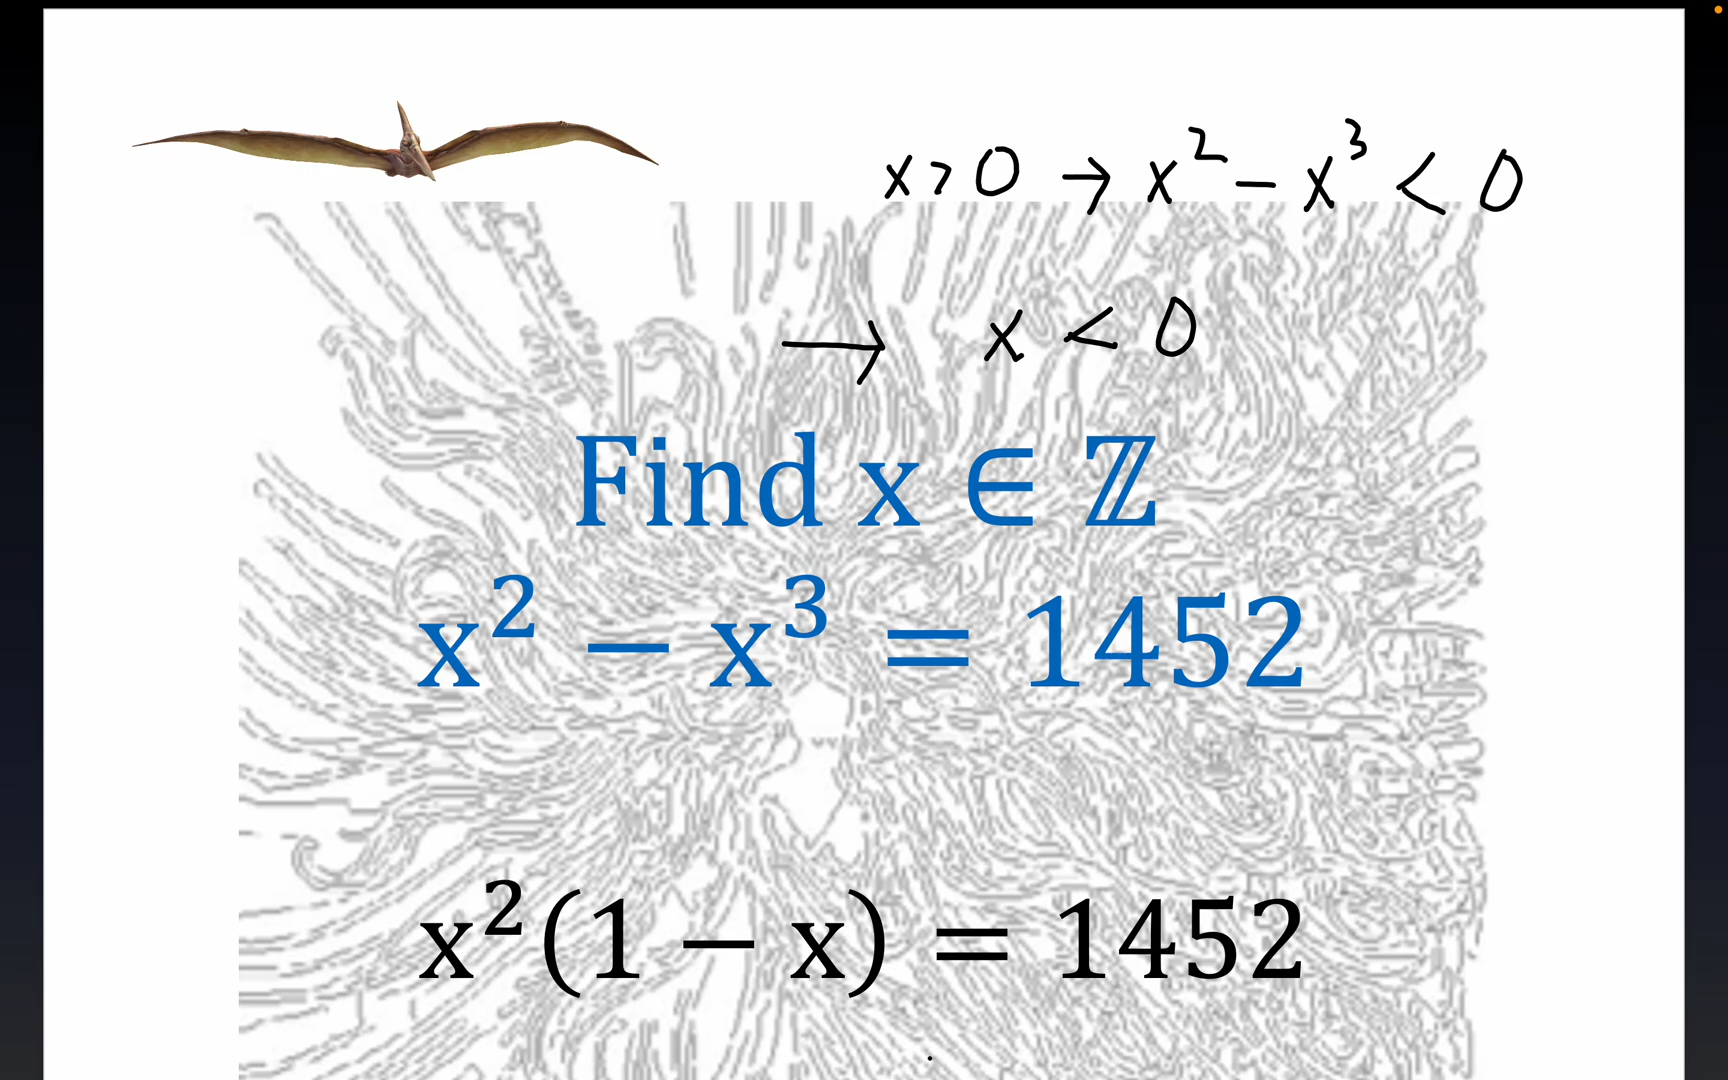 x > 0 → x² − x³ < 0
→ x < 0
Find x ∈ ℤ
x² − x³ = 1452
x²(1 − x) = 1452